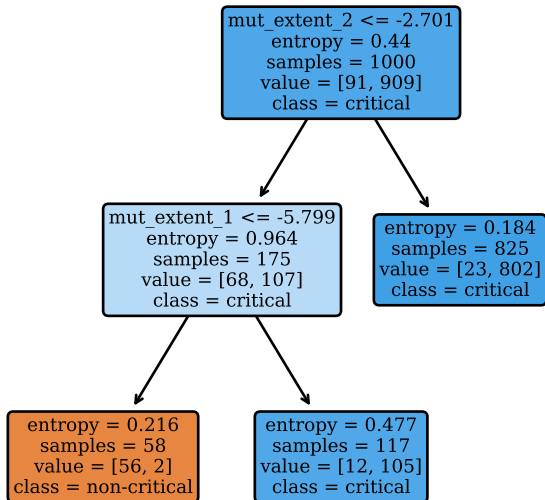 mut_extent_2 <= -2.701
entropy = 0.44
samples = 1000
value = [91, 909]
class = critical
mut_extent_1 <= -5.799
entropy = 0.964
samples = 175
value = [68, 107]
class = critical
entropy = 0.184
samples = 825
value = [23, 802]
class = critical
entropy = 0.216
samples = 58
value = [56, 2]
class = non-critical
entropy = 0.477
samples = 117
value = [12, 105]
class = critical